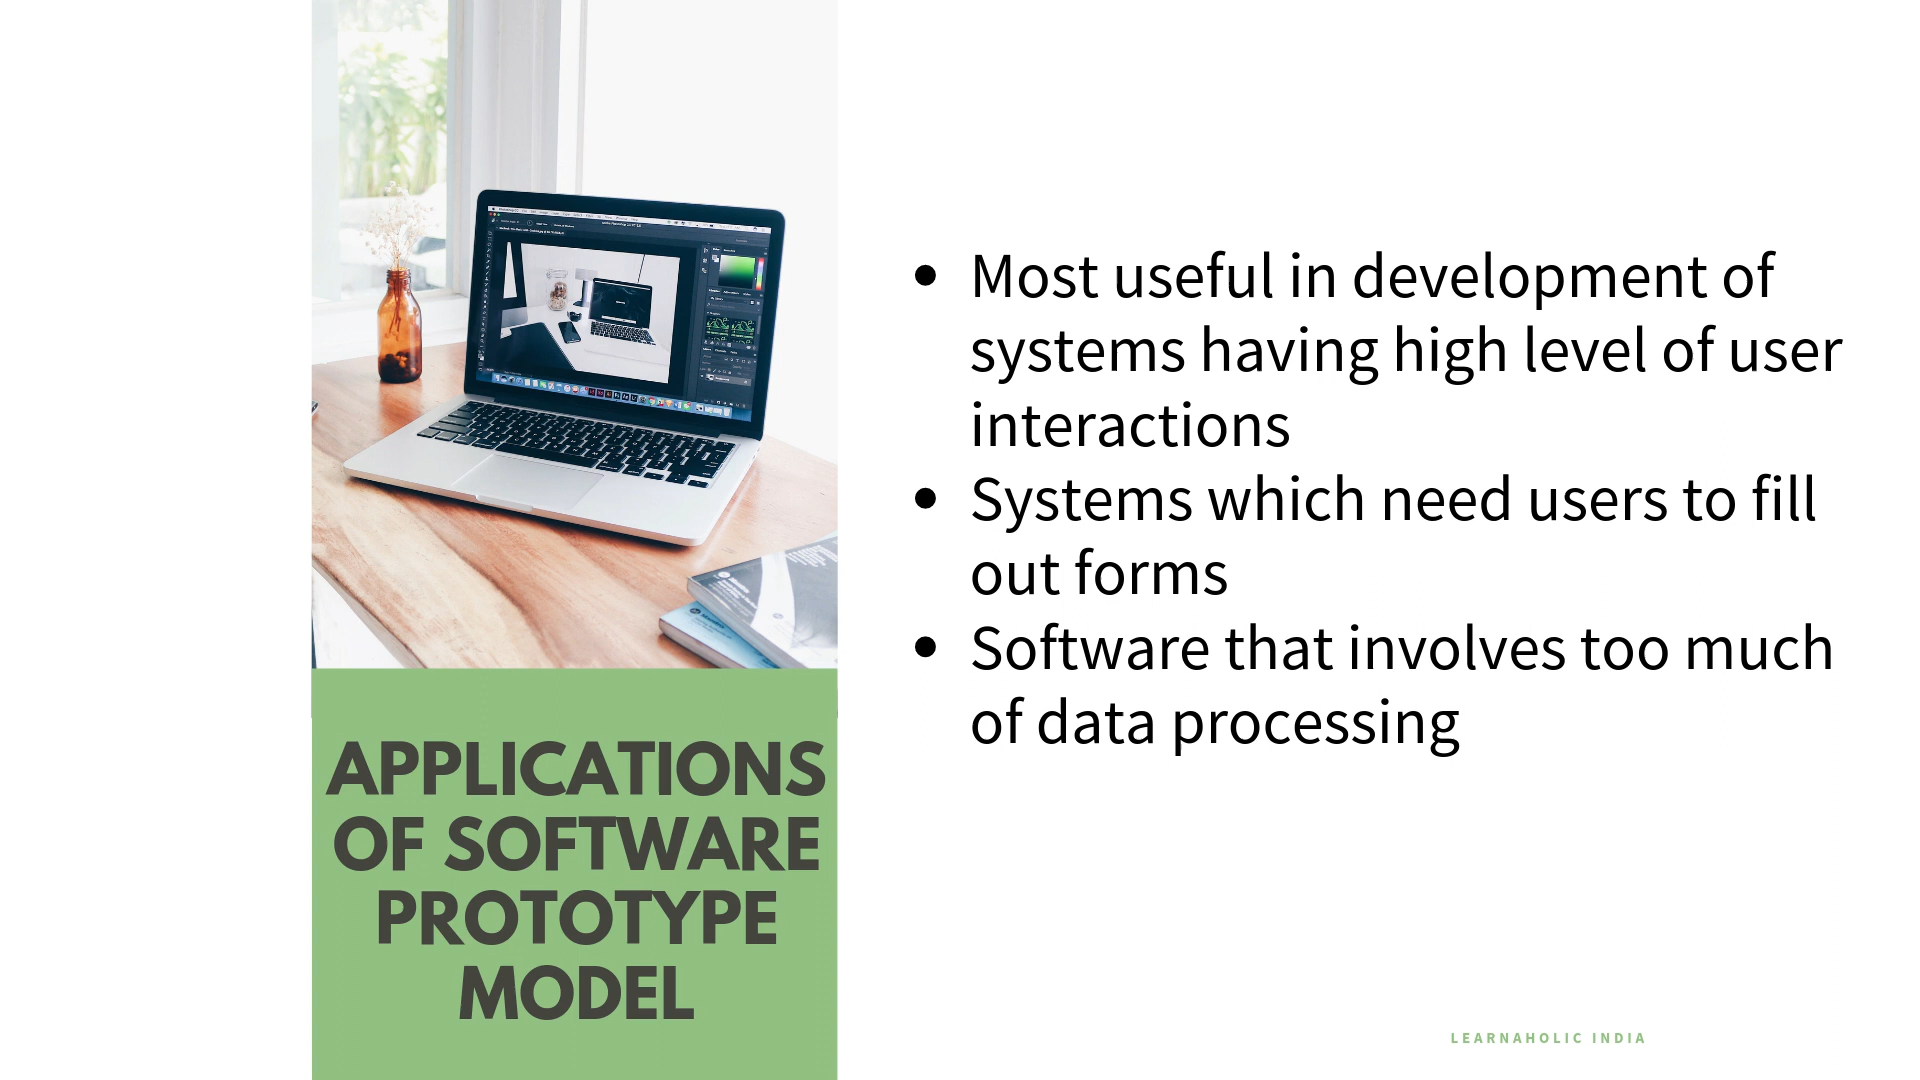 APPLICATIONS
OF SOFTWARE
PROTOTYPE
MODEL
• Most useful in development of
systems having high level of user
interactions
• Systems which need users to fill
out forms
• Software that involves too much
of data processing
LEARNAHOLIC INDIA